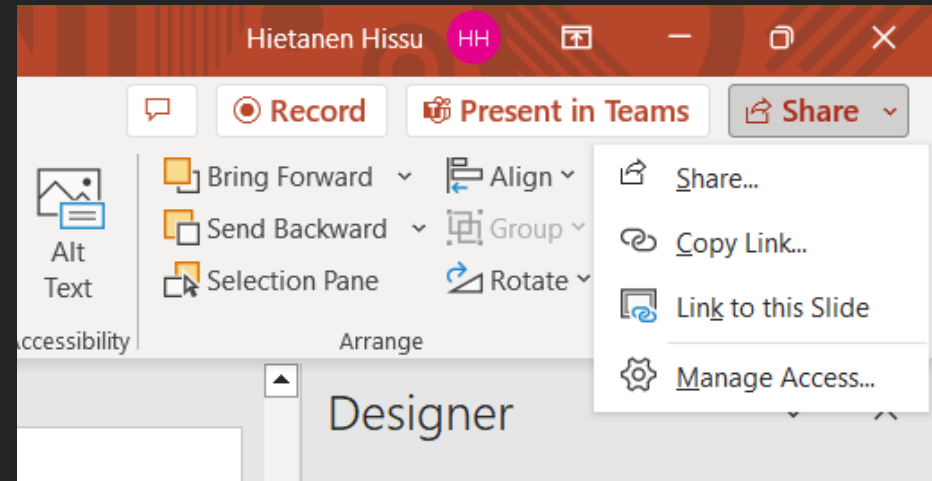 Hietanen Hissu HH
Record
Present in Teams
Share
Bring Forward
Align
Share...
Send Backward
Group
Copy Link...
Alt
Text
Selection Pane
Rotate
Link to this Slide
ccessibility
Arrange
Manage Access...
Designer